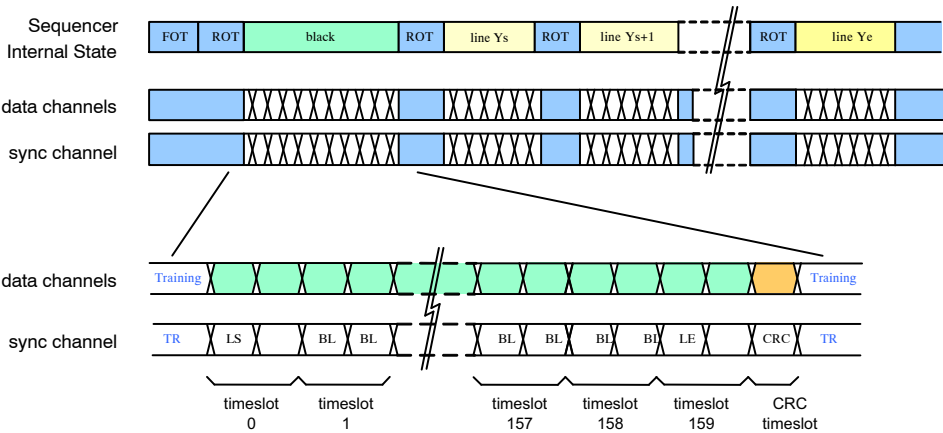 Sequencer
Internal State
FOT ROT black ROT line Ys ROT line Ys+1 ROT line Ye
data channels
sync channel
data channels Training Training
sync channel TR LS BL BL BL BL BL BL LE CRC TR
timeslot timeslot timeslot timeslot timeslot CRC
0 1 157 158 159 timeslot